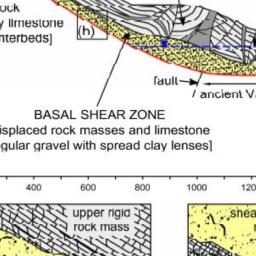 ock
y limestone
nterbeds]
(h)
fault
ancient V
BASAL SHEAR ZONE
isplaced rock masses and limestone
gular gravel with spread clay lenses]
400 600 800 1000 120
upper rigid
rock mass
shea